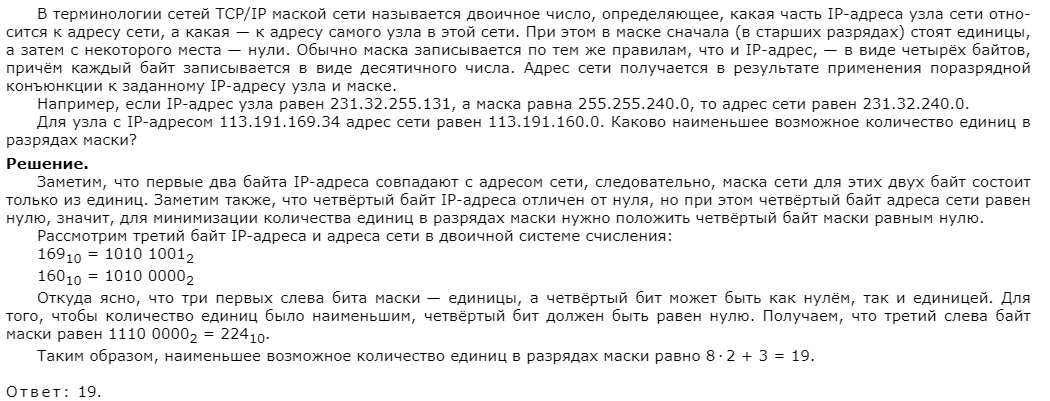 В терминологии сетей TCP/IP маской сети называется двоичное число, определяющее, какая часть IP-адреса узла сети отно-
сится к адресу сети, а какая — к адресу самого узла в этой сети. При этом в маске сначала (в старших разрядах) стоят единицы,
а затем с некоторого места — нули. Обычно маска записывается по тем же правилам, что и IP-адрес, — в виде четырёх байтов,
причём каждый байт записывается в виде десятичного числа. Адрес сети получается в результате применения поразрядной
конъюнкции к заданному IP-адресу узла и маске.
Например, если IP-адрес узла равен 231.32.255.131, а маска равна 255.255.240.0, то адрес сети равен 231.32.240.0.
Для узла с IP-адресом 113.191.169.34 адрес сети равен 113.191.160.0. Каково наименьшее возможное количество единиц в
разрядах маски?
Решение.
Заметим, что первые два байта IP-адреса совпадают с адресом сети, следовательно, маска сети для этих двух байт состоит
только из единиц. Заметим также, что четвёртый байт IP-адреса отличен от нуля, но при этом четвёртый байт адреса сети равен
нулю, значит, для минимизации количества единиц в разрядах маски нужно положить четвёртый байт маски равным нулю.
Рассмотрим третий байт IP-адреса и адреса сети в двоичной системе счисления:
169₁₀ = 1010 1001₂
160₁₀ = 1010 0000₂
Откуда ясно, что три первых слева бита маски — единицы, а четвёртый бит может быть как нулём, так и единицей. Для
того, чтобы количество единиц было наименьшим, четвёртый бит должен быть равен нулю. Получаем, что третий слева байт
маски равен 1110 0000₂ = 224₁₀.
Таким образом, наименьшее возможное количество единиц в разрядах маски равно 8 · 2 + 3 = 19.
Ответ: 19.